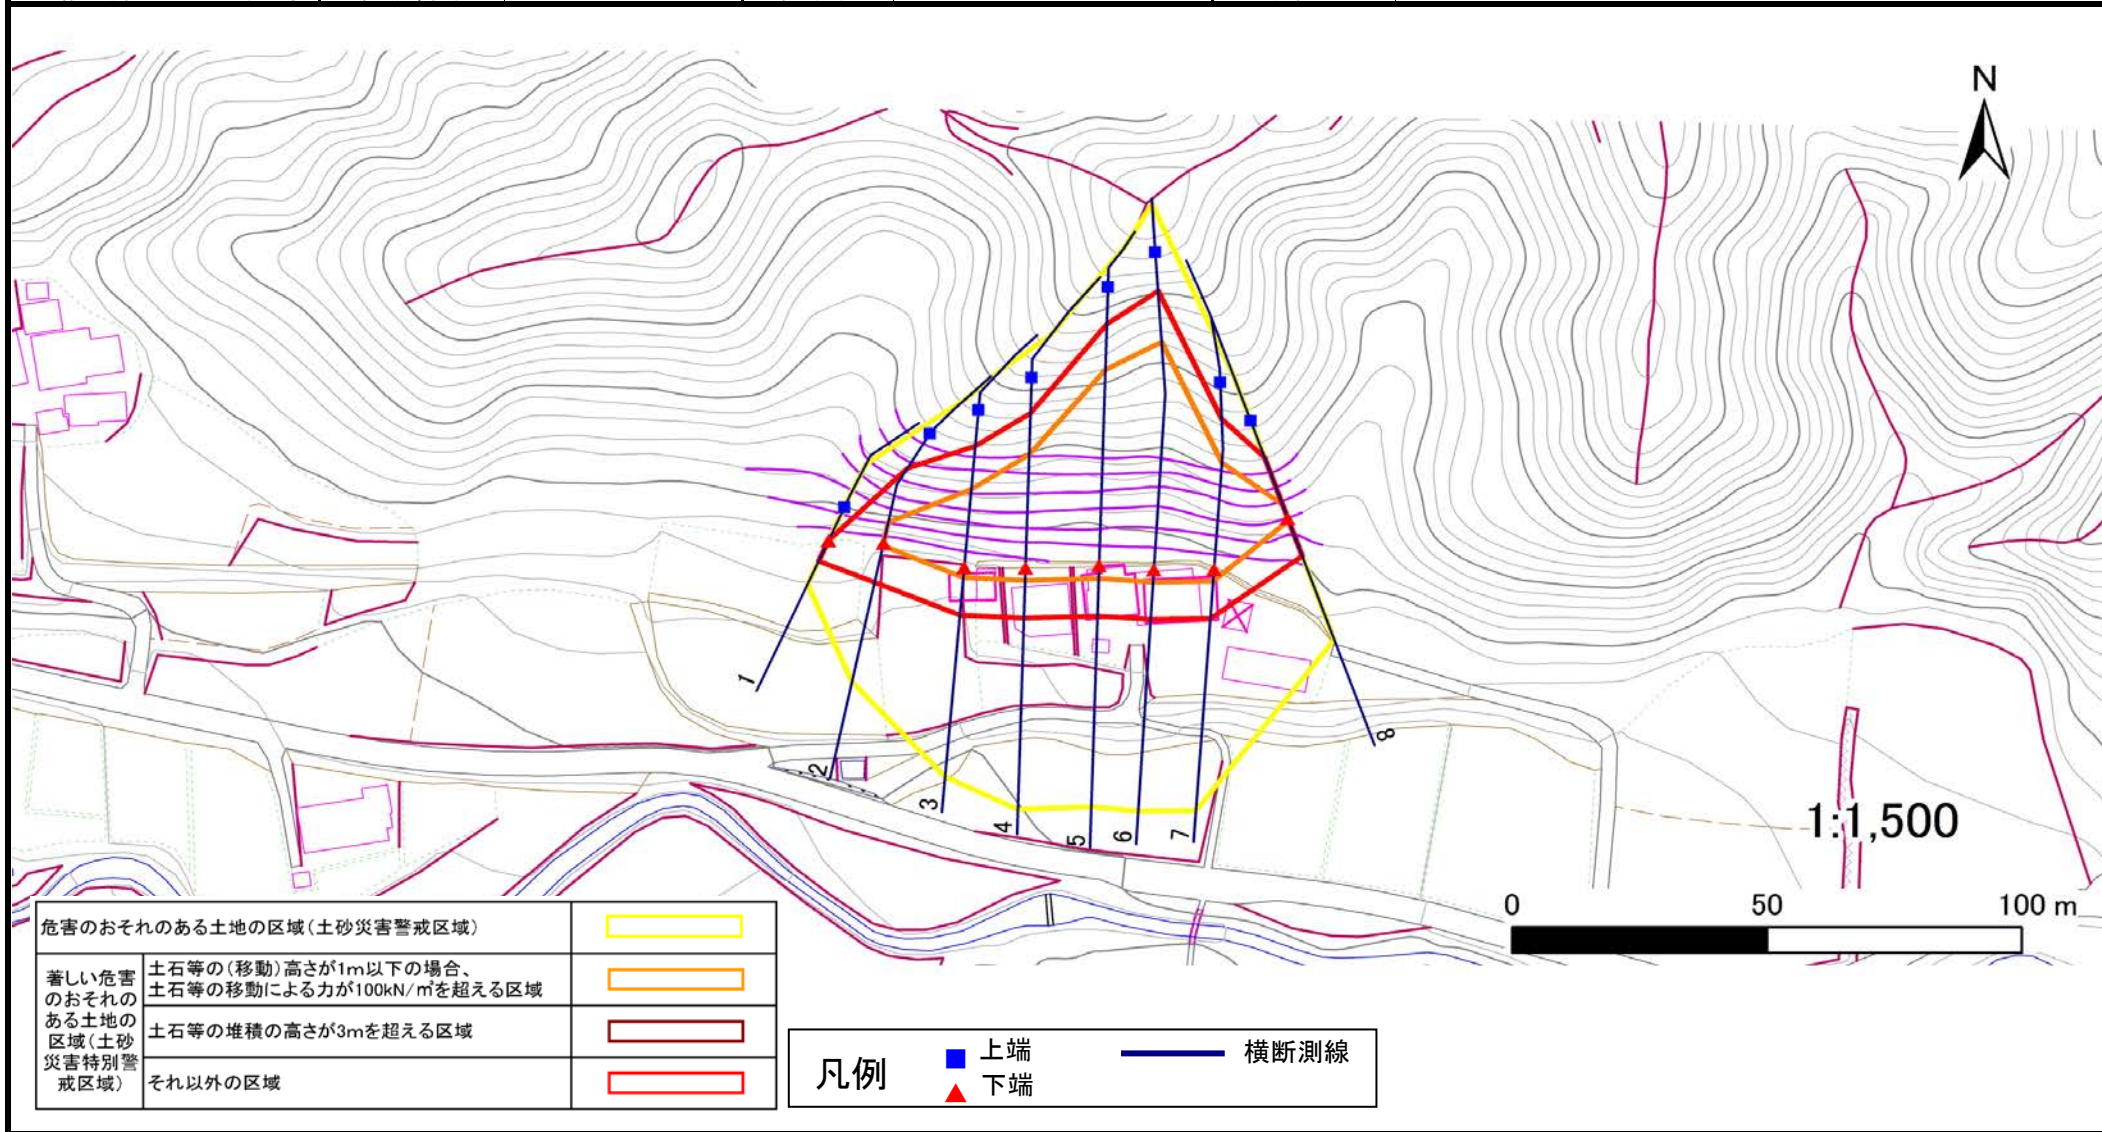 N
1
2
3
4
5
6
7
8
1:1,500
0 50 100 m
危害のおそれのある土地の区域(土砂災害警戒区域)
著しい危害
のおそれの
ある土地の
区域(土砂
災害特別警
戒区域)
土石等の(移動)高さが1m以下の場合、
土石等の移動による力が100kN/㎡を超える区域
土石等の堆積の高さが3mを超える区域
それ以外の区域
凡例
上端
下端
横断測線